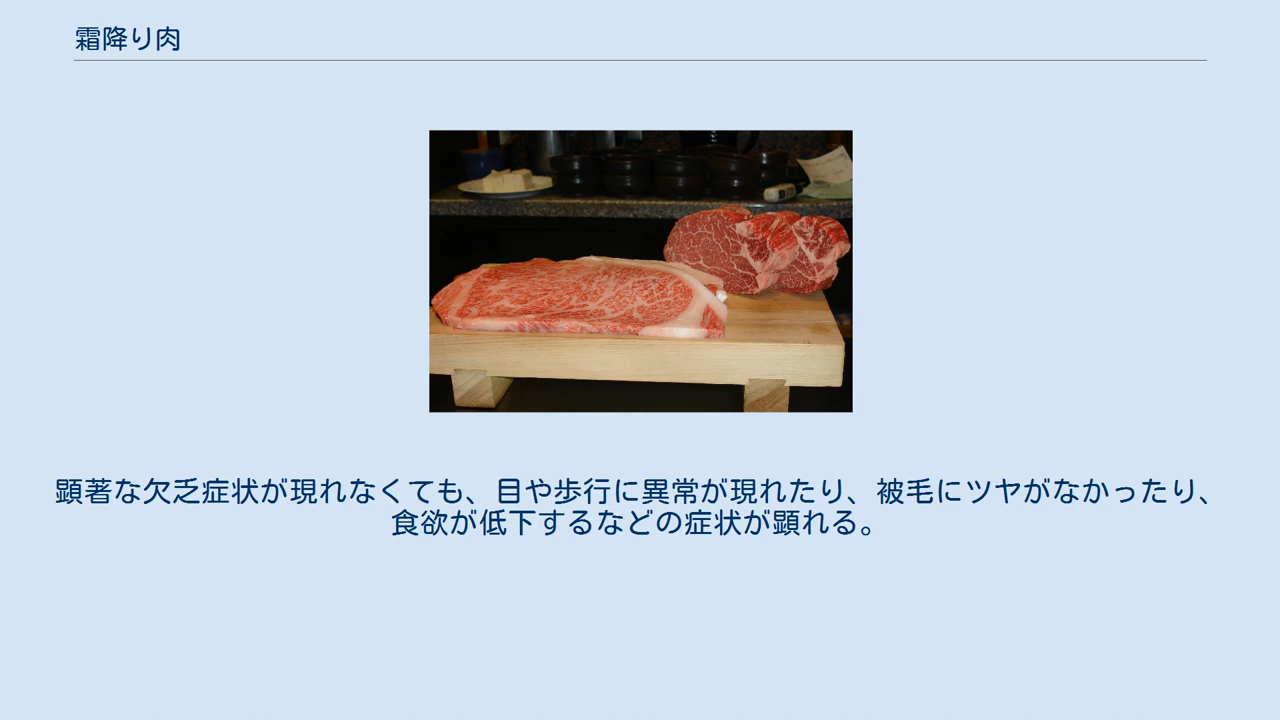 霜降り肉
顕著な欠乏症状が現れなくても、目や歩行に異常が現れたり、被毛にツヤがなかったり、
食欲が低下するなどの症状が顕れる。